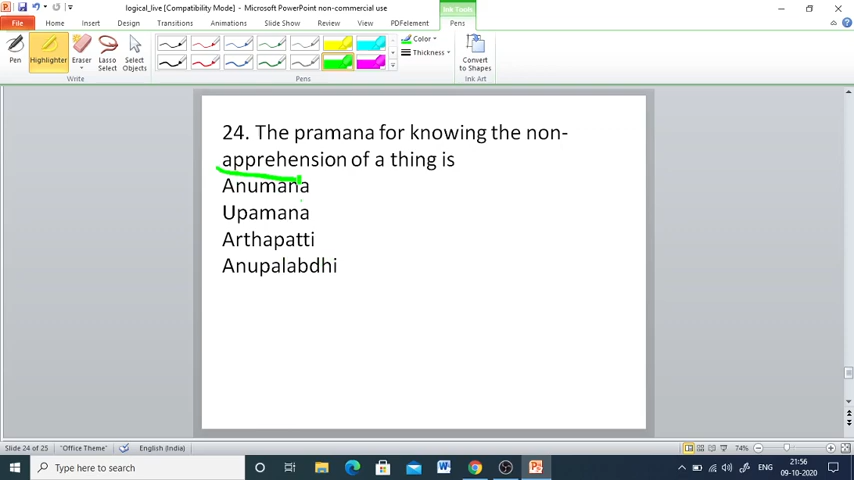 logical_live [Compatibility Mode] - Microsoft PowerPoint non-commercial use
Ink Tools
File Home Insert Design Transitions Animations Slide Show Review View PDFelement Pens
Pen Highlighter Eraser Lasso Select Select Objects
Color
Thickness
Convert to Shapes
Write Pens Ink Art
24. The pramana for knowing the non-
apprehension of a thing is
Anumana
Upamana
Arthapatti
Anupalabdhi
Slide 24 of 25 "Office Theme" English (India) 74%
Type here to search
ENG
21:56
09-10-2020